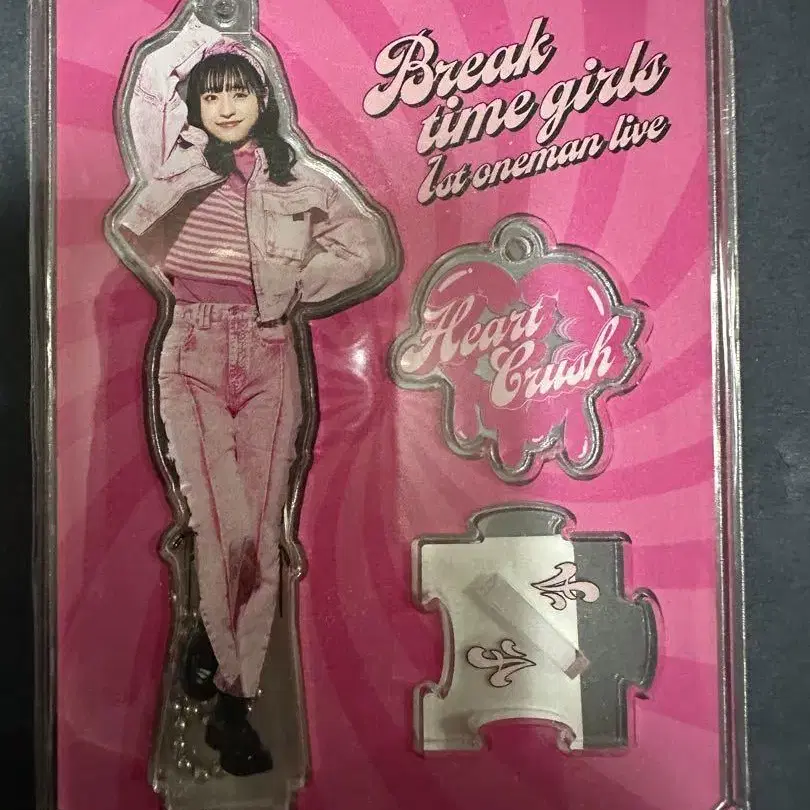 Break
time girls
1st oneman live
Heart
Crush